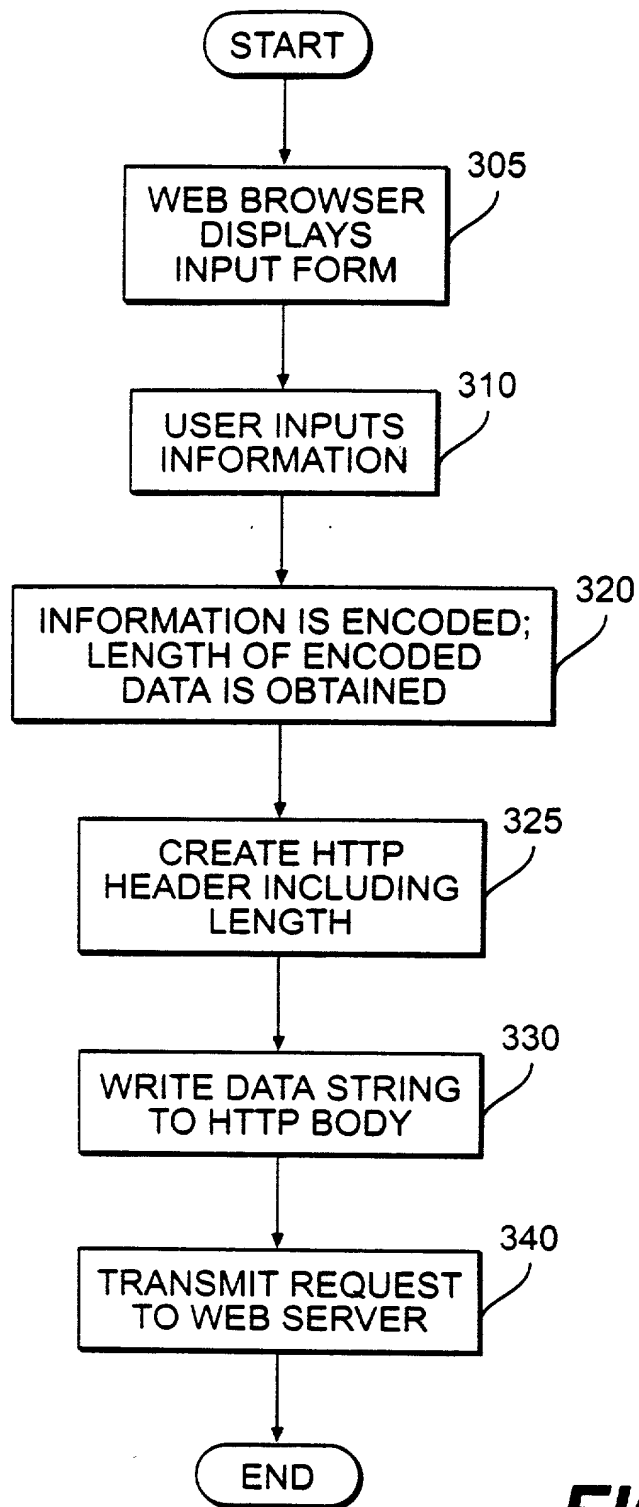 START
305
WEB BROWSER
DISPLAYS
INPUT FORM
310
USER INPUTS
INFORMATION
320
INFORMATION IS ENCODED;
LENGTH OF ENCODED
DATA IS OBTAINED
325
CREATE HTTP
HEADER INCLUDING
LENGTH
330
WRITE DATA STRING
TO HTTP BODY
340
TRANSMIT REQUEST
TO WEB SERVER
END